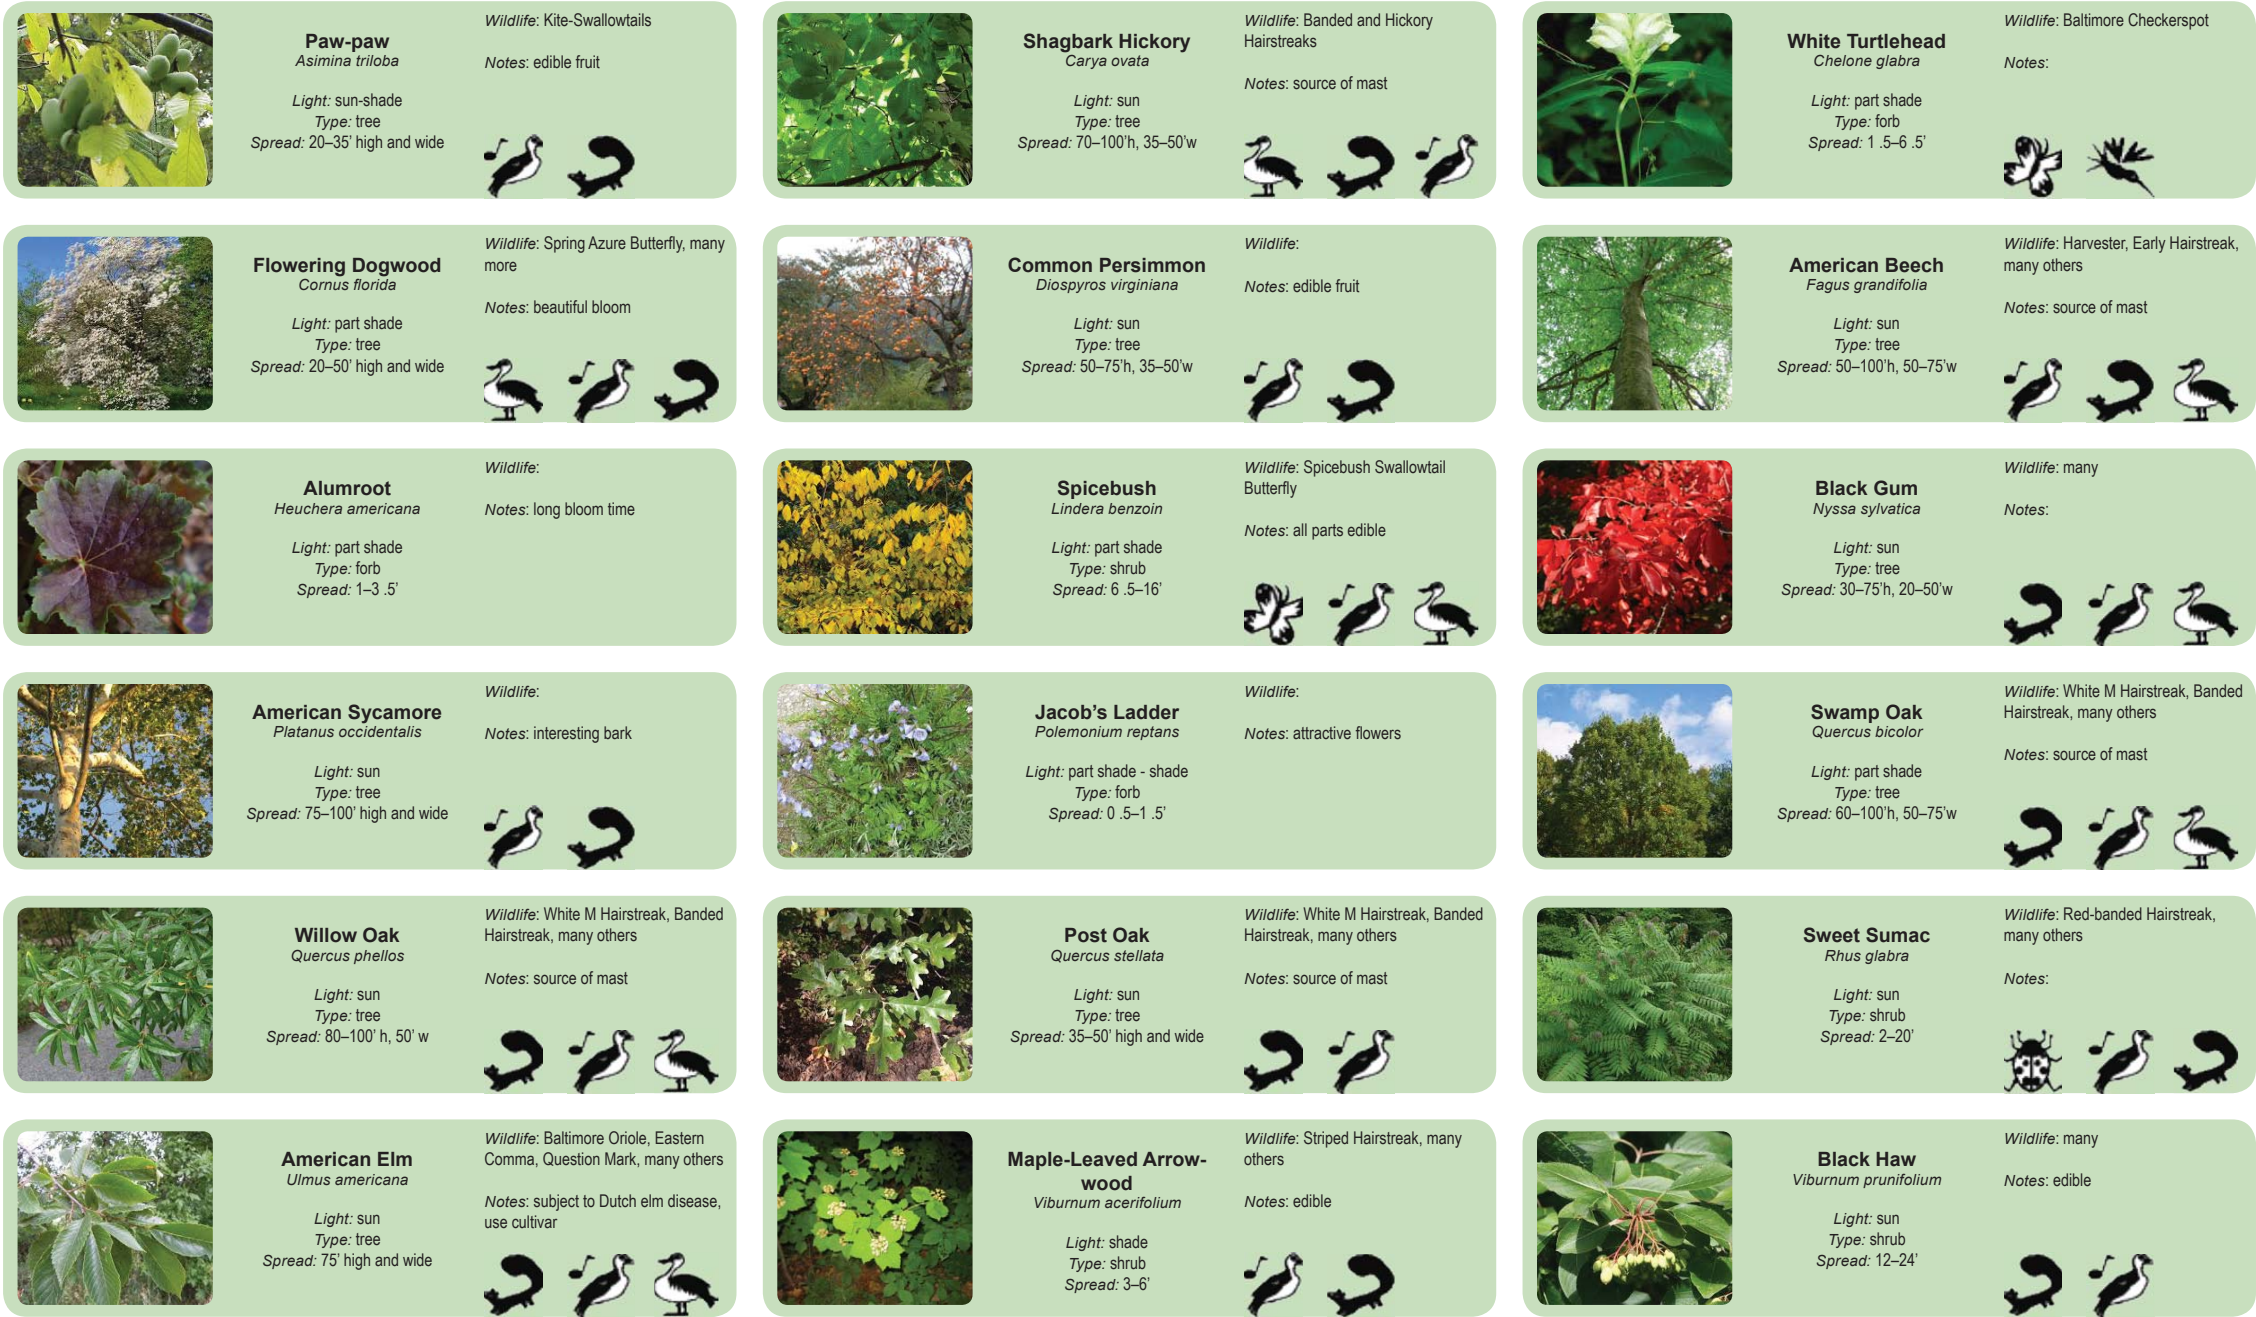 Paw-paw
Asimina triloba
Light: sun-shade
Type: tree
Spread: 20–35’ high and wide
Wildlife: Kite-Swallowtails
Notes: edible fruit
Shagbark Hickory
Carya ovata
Light: sun
Type: tree
Spread: 70–100’h, 35–50’w
Wildlife: Banded and Hickory
Hairstreaks
Notes: source of mast
White Turtlehead
Chelone glabra
Light: part shade
Type: forb
Spread: 1 .5–6 .5’
Wildlife: Baltimore Checkerspot
Notes:
Flowering Dogwood
Cornus florida
Light: part shade
Type: tree
Spread: 20–50’ high and wide
Wildlife: Spring Azure Butterfly, many
more
Notes: beautiful bloom
Common Persimmon
Diospyros virginiana
Light: sun
Type: tree
Spread: 50–75’h, 35–50’w
Wildlife:
Notes: edible fruit
American Beech
Fagus grandifolia
Light: sun
Type: tree
Spread: 50–100’h, 50–75’w
Wildlife: Harvester, Early Hairstreak,
many others
Notes: source of mast
Alumroot
Heuchera americana
Light: part shade
Type: forb
Spread: 1–3 .5’
Wildlife:
Notes: long bloom time
Spicebush
Lindera benzoin
Light: part shade
Type: shrub
Spread: 6 .5–16’
Wildlife: Spicebush Swallowtail
Butterfly
Notes: all parts edible
Black Gum
Nyssa sylvatica
Light: sun
Type: tree
Spread: 30–75’h, 20–50’w
Wildlife: many
Notes:
American Sycamore
Platanus occidentalis
Light: sun
Type: tree
Spread: 75–100’ high and wide
Wildlife:
Notes: interesting bark
Jacob’s Ladder
Polemonium reptans
Light: part shade - shade
Type: forb
Spread: 0 .5–1 .5’
Wildlife:
Notes: attractive flowers
Swamp Oak
Quercus bicolor
Light: part shade
Type: tree
Spread: 60–100’h, 50–75’w
Wildlife: White M Hairstreak, Banded
Hairstreak, many others
Notes: source of mast
Willow Oak
Quercus phellos
Light: sun
Type: tree
Spread: 80–100’ h, 50’ w
Wildlife: White M Hairstreak, Banded
Hairstreak, many others
Notes: source of mast
Post Oak
Quercus stellata
Light: sun
Type: tree
Spread: 35–50’ high and wide
Wildlife: White M Hairstreak, Banded
Hairstreak, many others
Notes: source of mast
Sweet Sumac
Rhus glabra
Light: sun
Type: shrub
Spread: 2–20’
Wildlife: Red-banded Hairstreak,
many others
Notes:
American Elm
Ulmus americana
Light: sun
Type: tree
Spread: 75’ high and wide
Wildlife: Baltimore Oriole, Eastern
Comma, Question Mark, many others
Notes: subject to Dutch elm disease,
use cultivar
Maple-Leaved Arrow-
wood
Viburnum acerifolium
Light: shade
Type: shrub
Spread: 3–6’
Wildlife: Striped Hairstreak, many
others
Notes: edible
Black Haw
Viburnum prunifolium
Light: sun
Type: shrub
Spread: 12–24’
Wildlife: many
Notes: edible